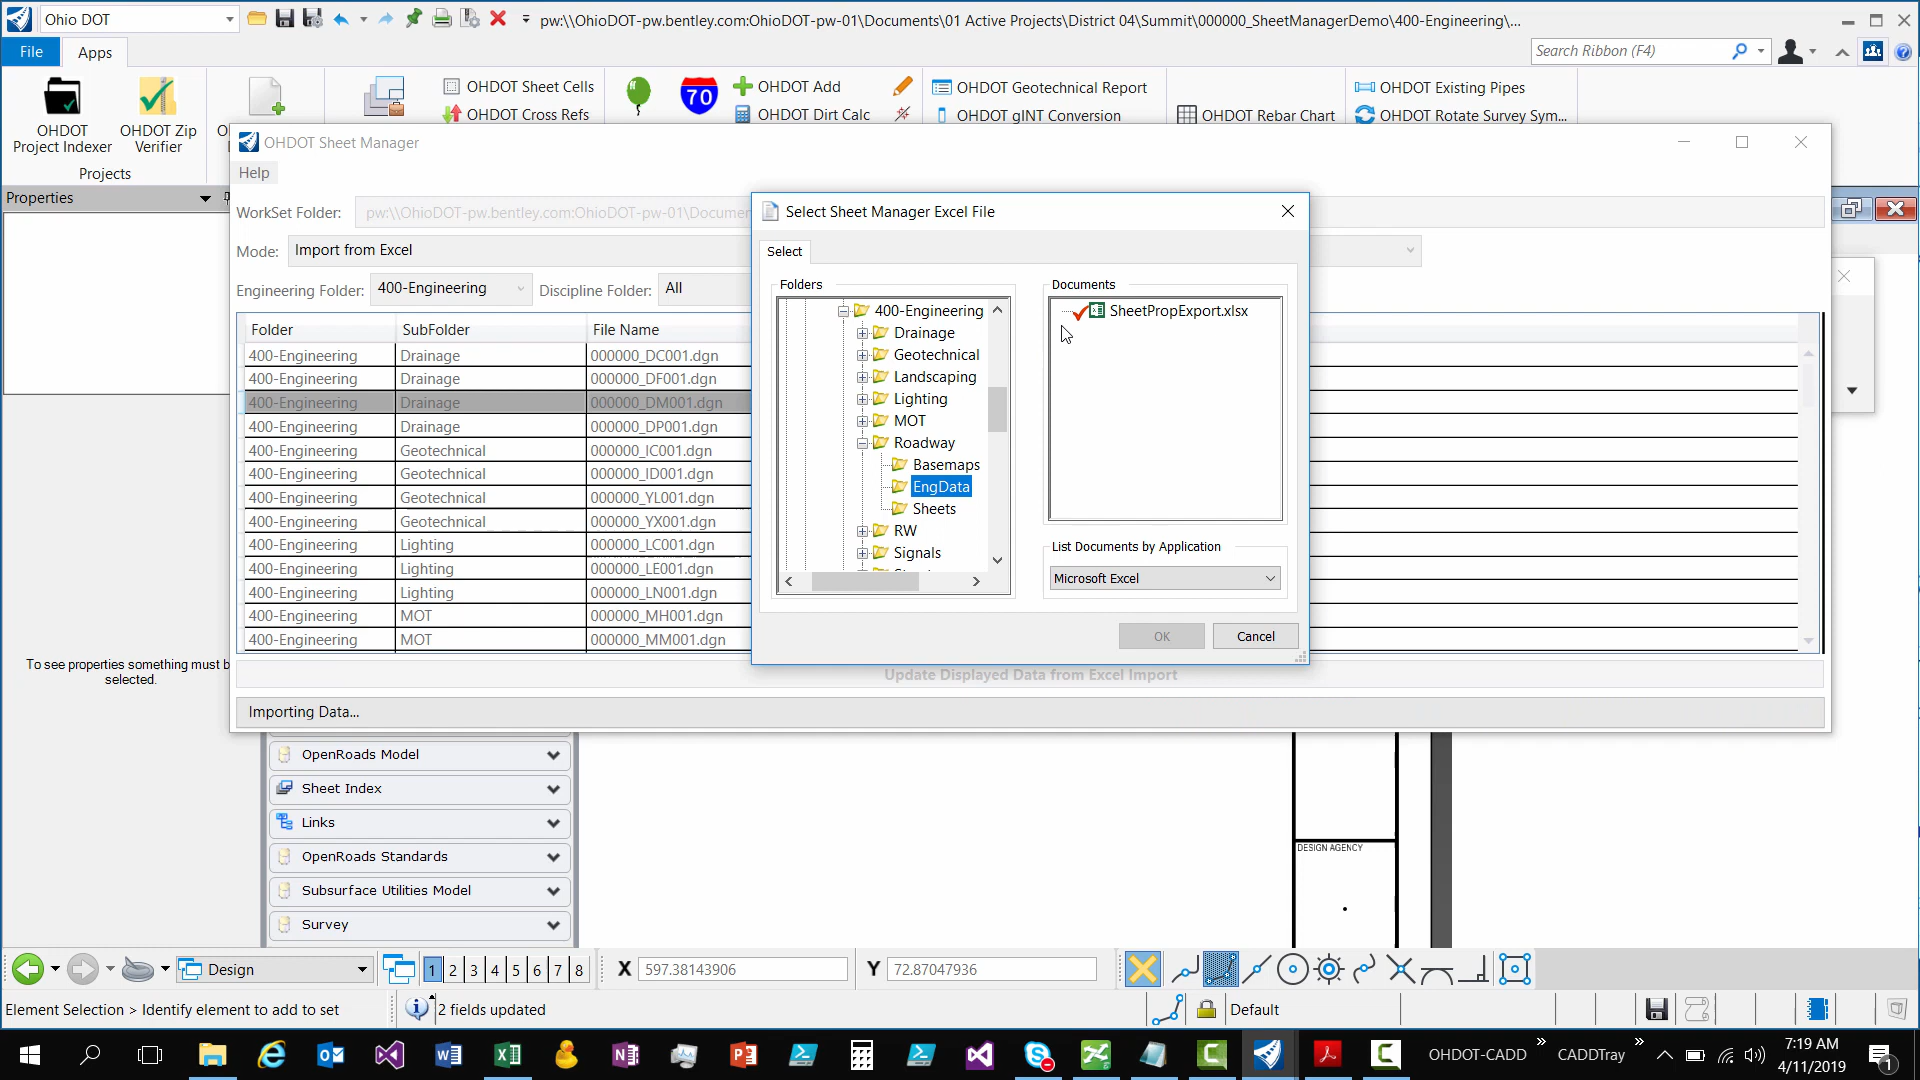 Ohio DOT
pw:\\OhioDOT-pw.bentley.com:OhioDOT-pw-01\Documents\01 Active Projects\District 04\Summit\000000_SheetManagerDemo\400-Engineering\...
File
Apps
Search Ribbon (F4)
OHDOT Project Indexer
OHDOT Zip Verifier
Projects
OHDOT Sheet Cells
OHDOT Cross Refs
70
OHDOT Add
OHDOT Dirt Calc
OHDOT Geotechnical Report
OHDOT gINT Conversion
OHDOT Rebar Chart
OHDOT Existing Pipes
OHDOT Rotate Survey Sym...
Properties
To see properties something must b
selected.
OHDOT Sheet Manager
Help
WorkSet Folder:
pw:\\OhioDOT-pw.bentley.com:OhioDOT-pw-01\Documen
Mode:
Import from Excel
Engineering Folder:
400-Engineering
Discipline Folder:
All
Folder SubFolder File Name
400-Engineering Drainage 000000_DC001.dgn
400-Engineering Drainage 000000_DF001.dgn
400-Engineering Drainage 000000_DM001.dgn
400-Engineering Drainage 000000_DP001.dgn
400-Engineering Geotechnical 000000_IC001.dgn
400-Engineering Geotechnical 000000_ID001.dgn
400-Engineering Geotechnical 000000_YL001.dgn
400-Engineering Geotechnical 000000_YX001.dgn
400-Engineering Lighting 000000_LC001.dgn
400-Engineering Lighting 000000_LE001.dgn
400-Engineering Lighting 000000_LN001.dgn
400-Engineering MOT 000000_MH001.dgn
400-Engineering MOT 000000_MM001.dgn
Update Displayed Data from Excel Import
Importing Data...
Select Sheet Manager Excel File
Select
Folders
400-Engineering
Drainage
Geotechnical
Landscaping
Lighting
MOT
Roadway
Basemaps
EngData
Sheets
RW
Signals
Documents
SheetPropExport.xlsx
List Documents by Application
Microsoft Excel
OK
Cancel
OpenRoads Model
Sheet Index
Links
OpenRoads Standards
Subsurface Utilities Model
Survey
DESIGN AGENCY
Design
1 2 3 4 5 6 7 8
X 597.38143906
Y 72.87047936
Element Selection > Identify element to add to set
2 fields updated
Default
OHDOT-CADD
CADDTray
7:19 AM
4/11/2019
1